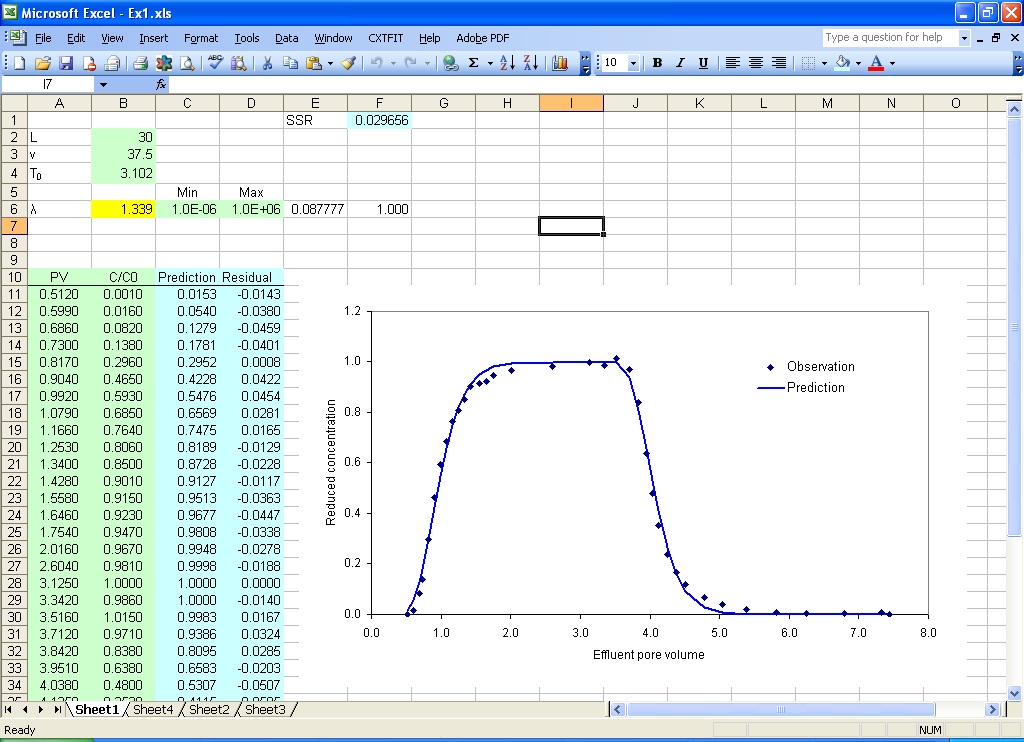 Microsoft Excel - Ex1.xls
File Edit View Insert Format Tools Data Window CXTFIT Help Adobe PDF Type a question for help
10 B I U A
I7 fx
A B C D E F G H I J K L M N O
1 SSR 0.029656
2 L 30
3 v 37.5
4 T0 3.102
5 Min Max
6 λ 1.339 1.0E-06 1.0E+06 0.087777 1.000
7
8
9
10 PV C/C0 Prediction Residual
11 0.5120 0.0010 0.0153 -0.0143
12 0.5990 0.0160 0.0540 -0.0380
13 0.6860 0.0820 0.1279 -0.0459
14 0.7300 0.1380 0.1781 -0.0401
15 0.8170 0.2960 0.2952 0.0008
16 0.9040 0.4650 0.4228 0.0422
17 0.9920 0.5930 0.5476 0.0454
18 1.0790 0.6850 0.6569 0.0281
19 1.1660 0.7640 0.7475 0.0165
20 1.2530 0.8060 0.8189 -0.0129
21 1.3400 0.8500 0.8728 -0.0228
22 1.4280 0.9010 0.9127 -0.0117
23 1.5580 0.9150 0.9513 -0.0363
24 1.6460 0.9230 0.9677 -0.0447
25 1.7540 0.9470 0.9808 -0.0338
26 2.0160 0.9670 0.9948 -0.0278
27 2.6040 0.9810 0.9998 -0.0188
28 3.1250 1.0000 1.0000 0.0000
29 3.3420 0.9860 1.0000 -0.0140
30 3.5160 1.0150 0.9983 0.0167
31 3.7120 0.9710 0.9386 0.0324
32 3.8420 0.8380 0.8095 0.0285
33 3.9510 0.6380 0.6583 -0.0203
34 4.0380 0.4800 0.5307 -0.0507
1.2
1.0
0.8
0.6
0.4
0.2
0.0
Reduced concentration
Observation
Prediction
0.0 1.0 2.0 3.0 4.0 5.0 6.0 7.0 8.0
Effluent pore volume
Sheet1 Sheet4 Sheet2 Sheet3
Ready NUM